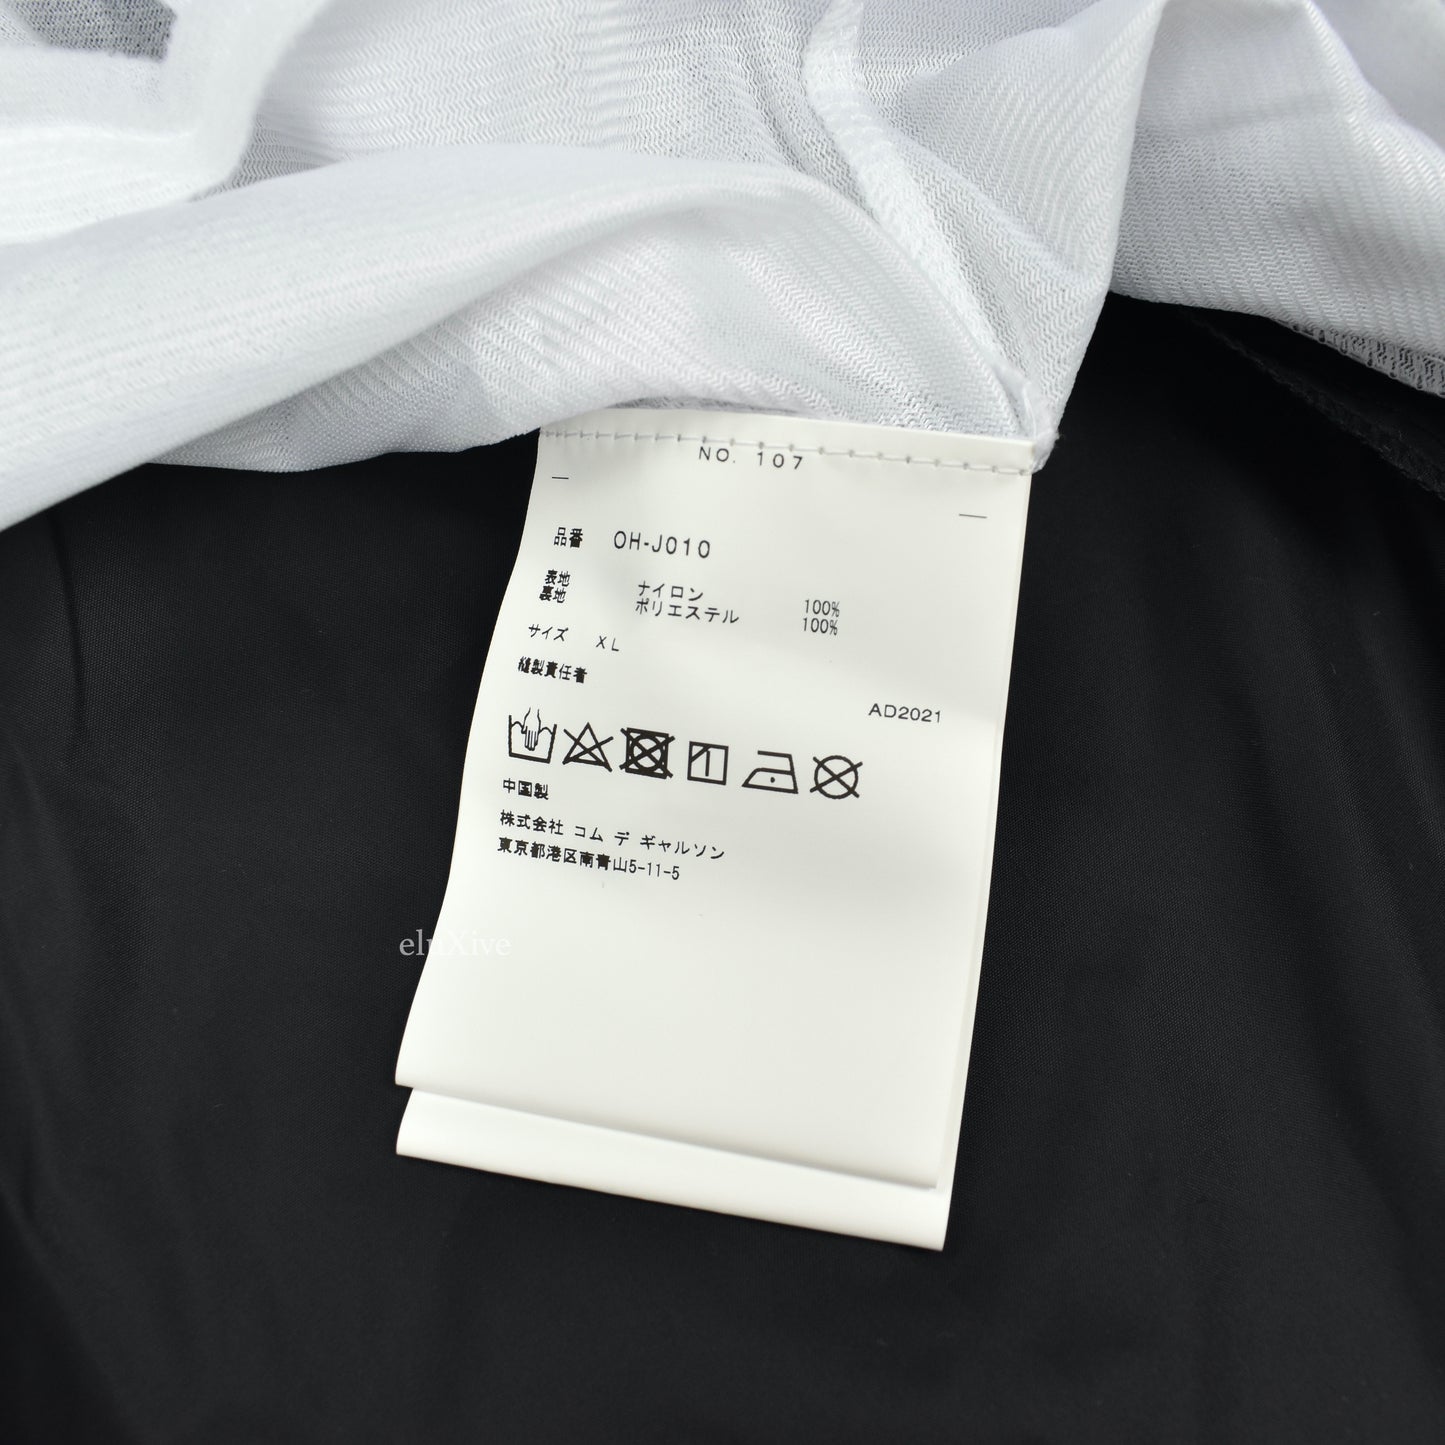 NO. 107
品番 OH-J010
表地 ナイロン 100%
裏地 ポリエステル 100%
サイズ XL
縫製責任者
AD2021
中国製
株式会社 コム デ ギャルソン
東京都港区南青山5-11-5
eluXive